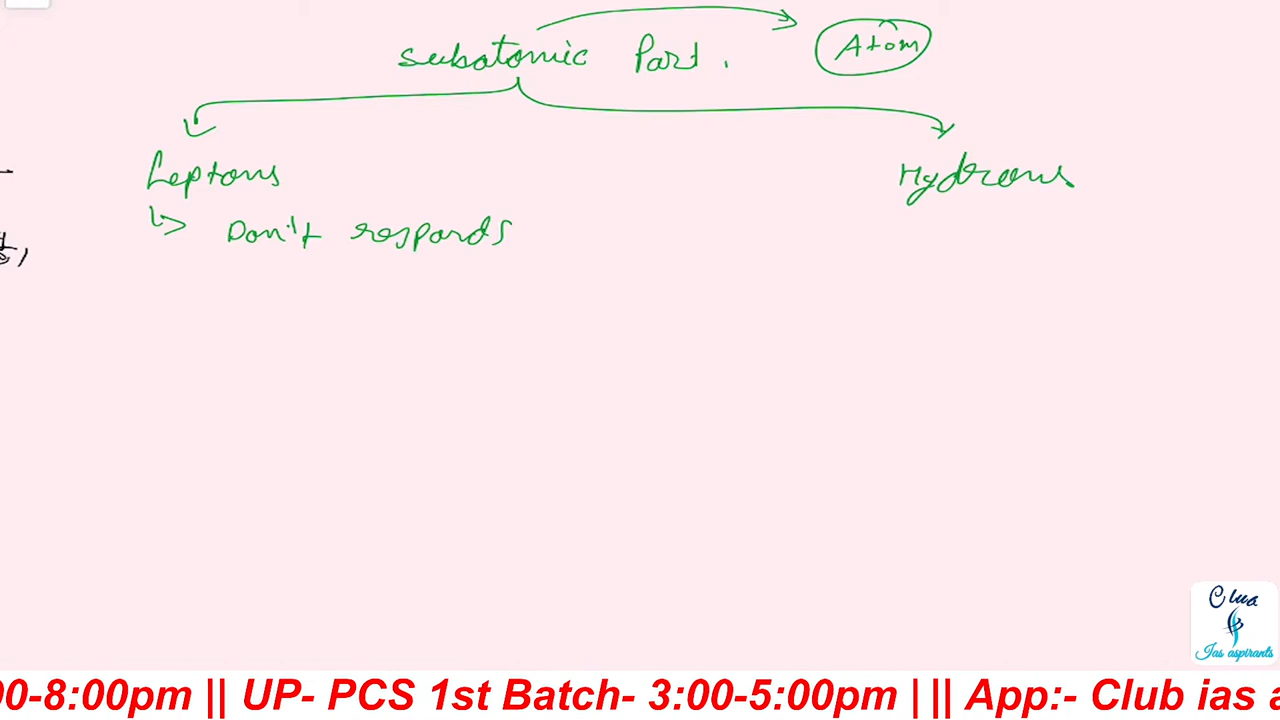 Subatomic Part.
Atom
Leptons
Hydrons
↳ Don't responds
Club
Ias aspirants
00-8:00pm || UP- PCS 1st Batch- 3:00-5:00pm | || App:- Club ias a